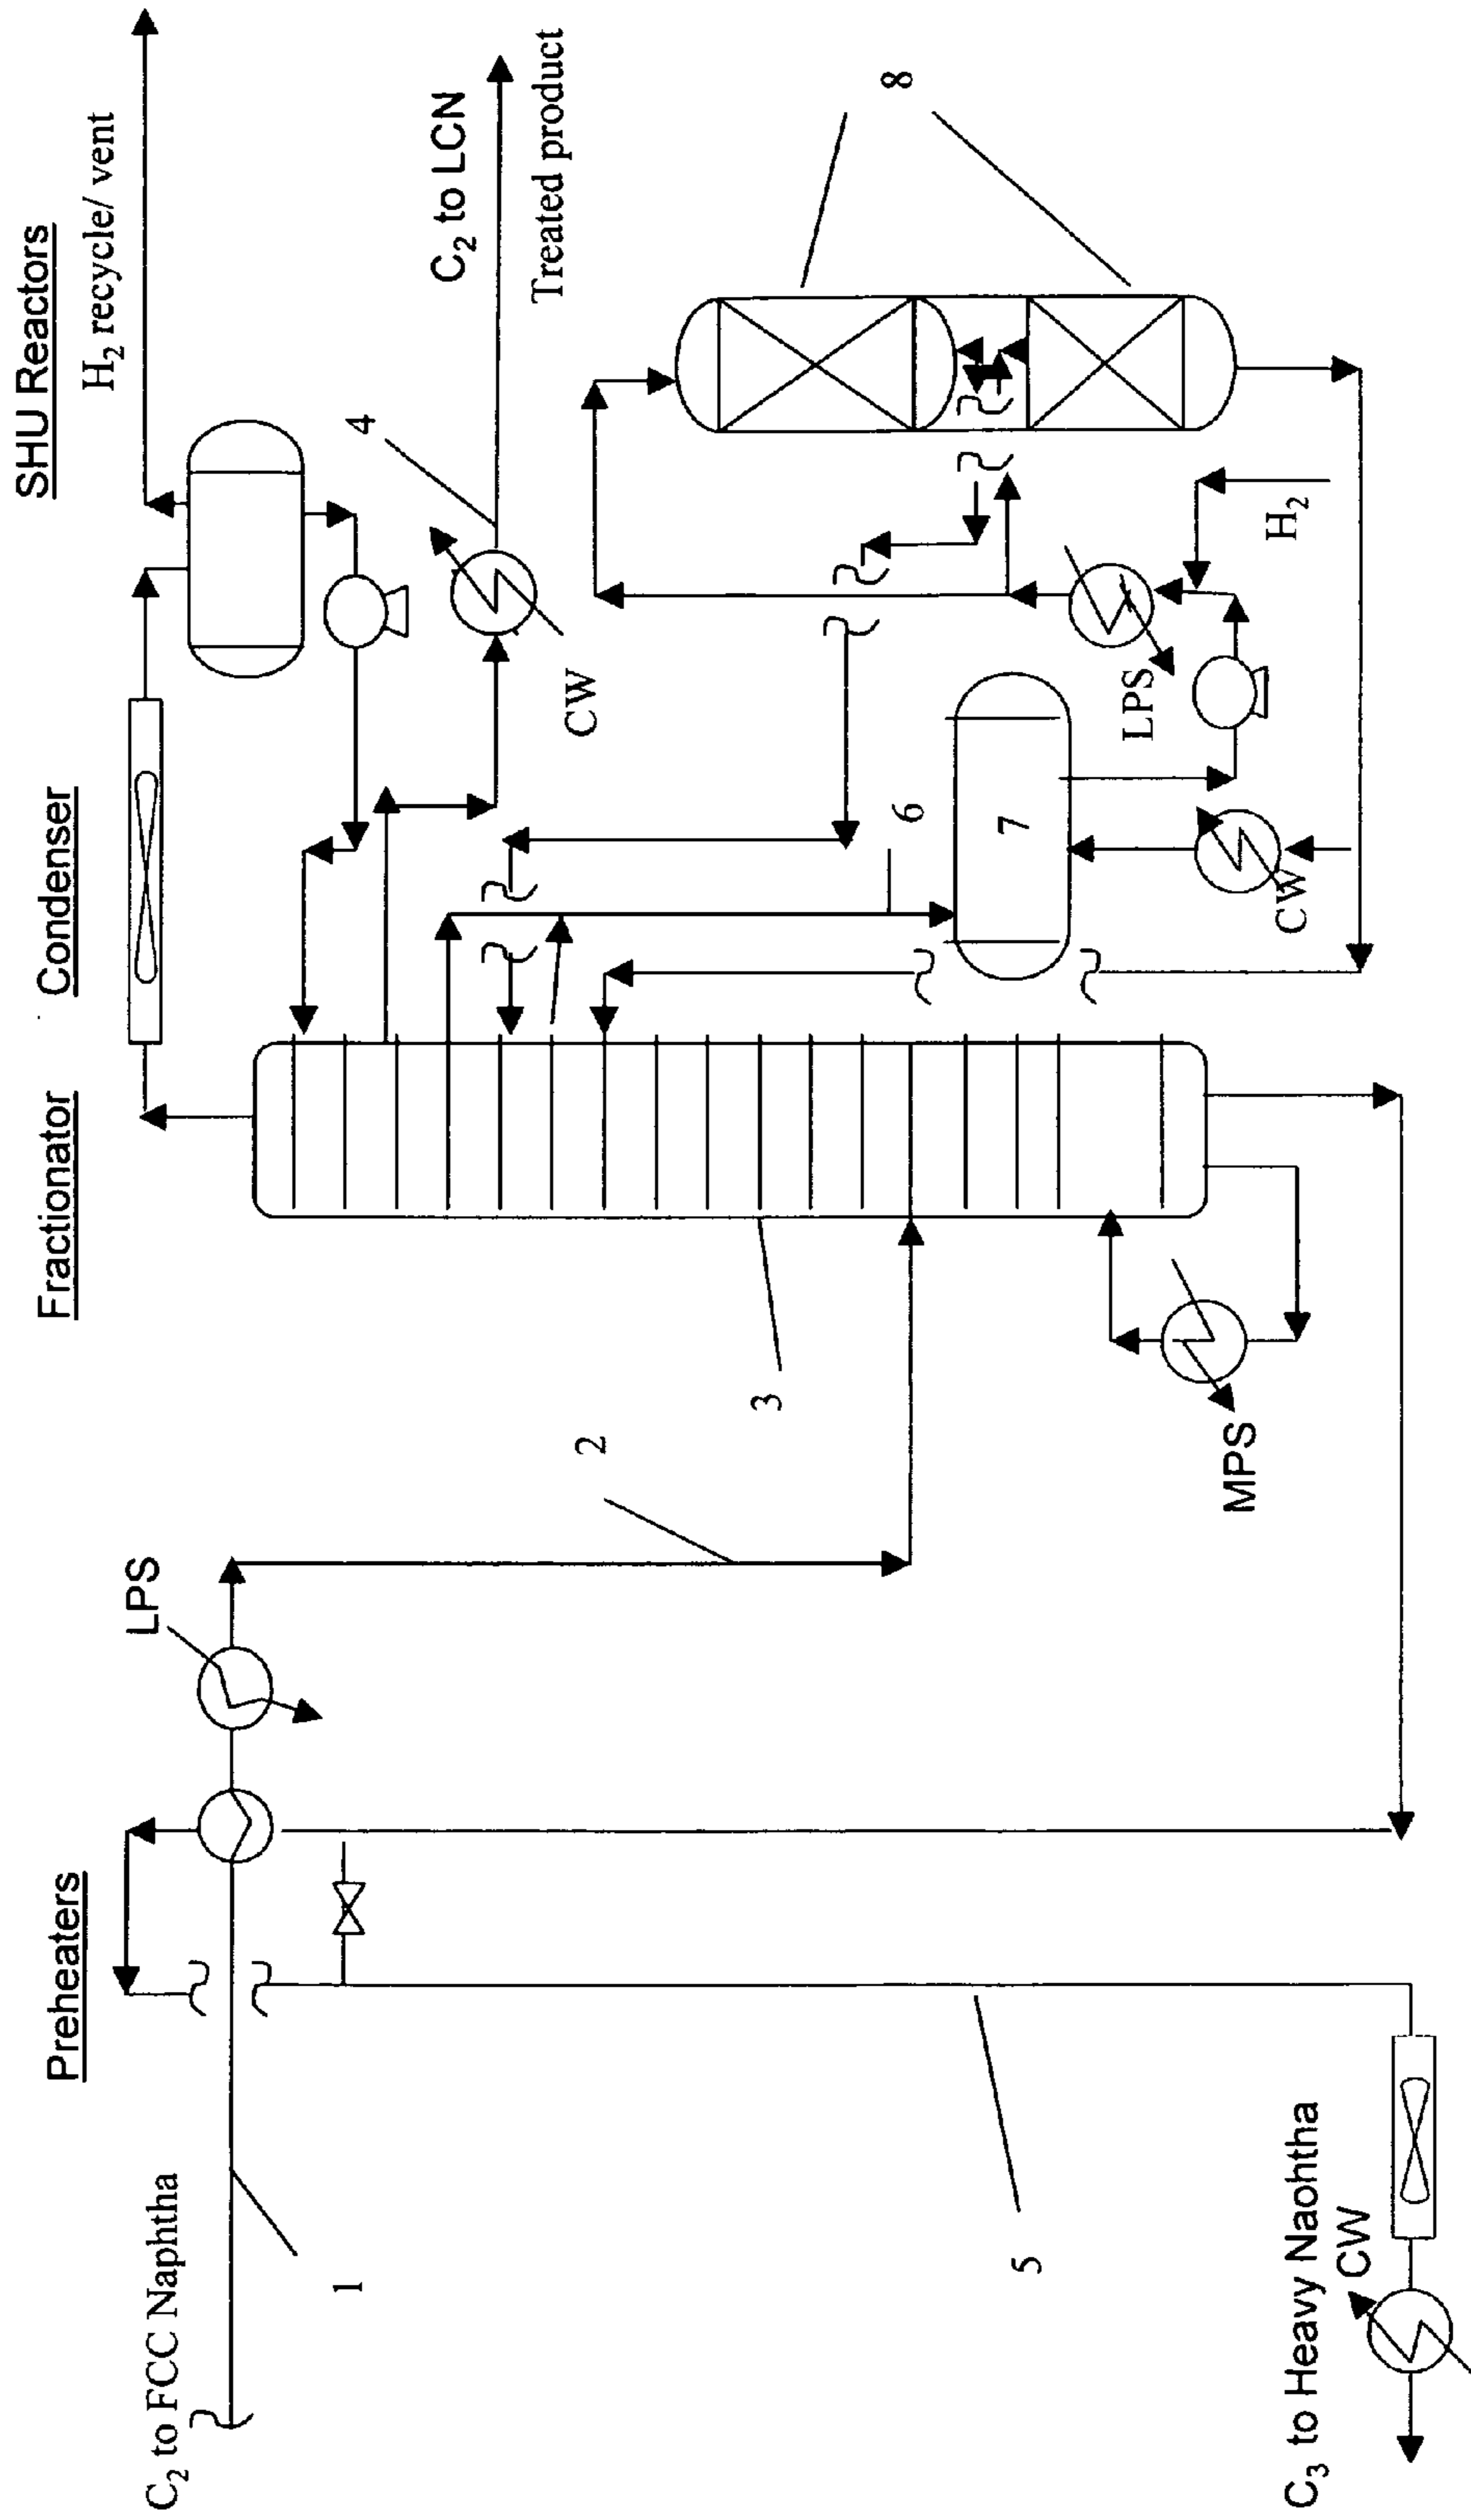 Preheaters
Fractionator
Condenser
SHU Reactors
C₂ to FCC Naphtha
LPS
H₂ recycle/ vent
4
C₂ to LCN
Treated product
1
2
CW
8
3
6
7
LPS
H₂
5
MPS
CW
C₃ to Heavy Naohtha
CW